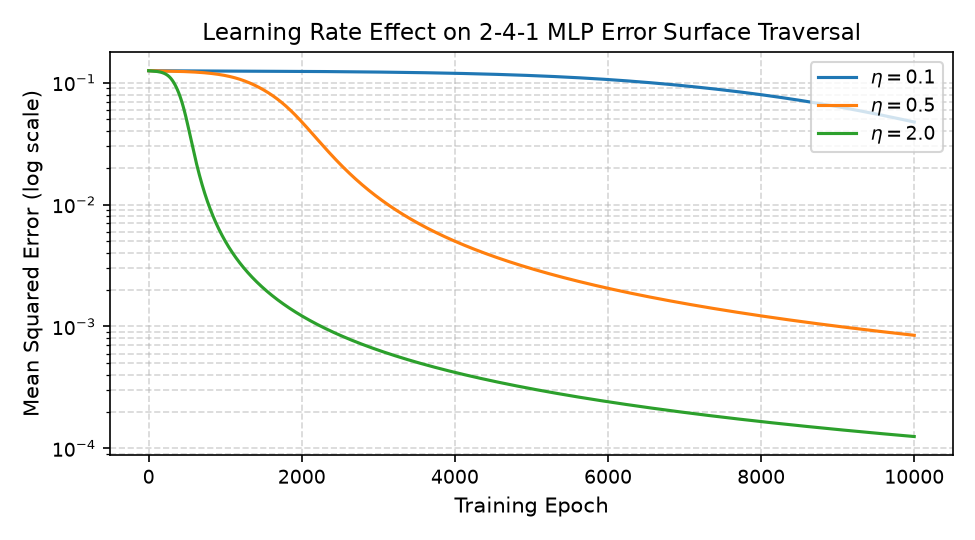 Learning Rate Effect on 2-4-1 MLP Error Surface Traversal
Mean Squared Error (log scale)
10⁻¹
10⁻²
10⁻³
10⁻⁴
η = 0.1
η = 0.5
η = 2.0
0 2000 4000 6000 8000 10000
Training Epoch